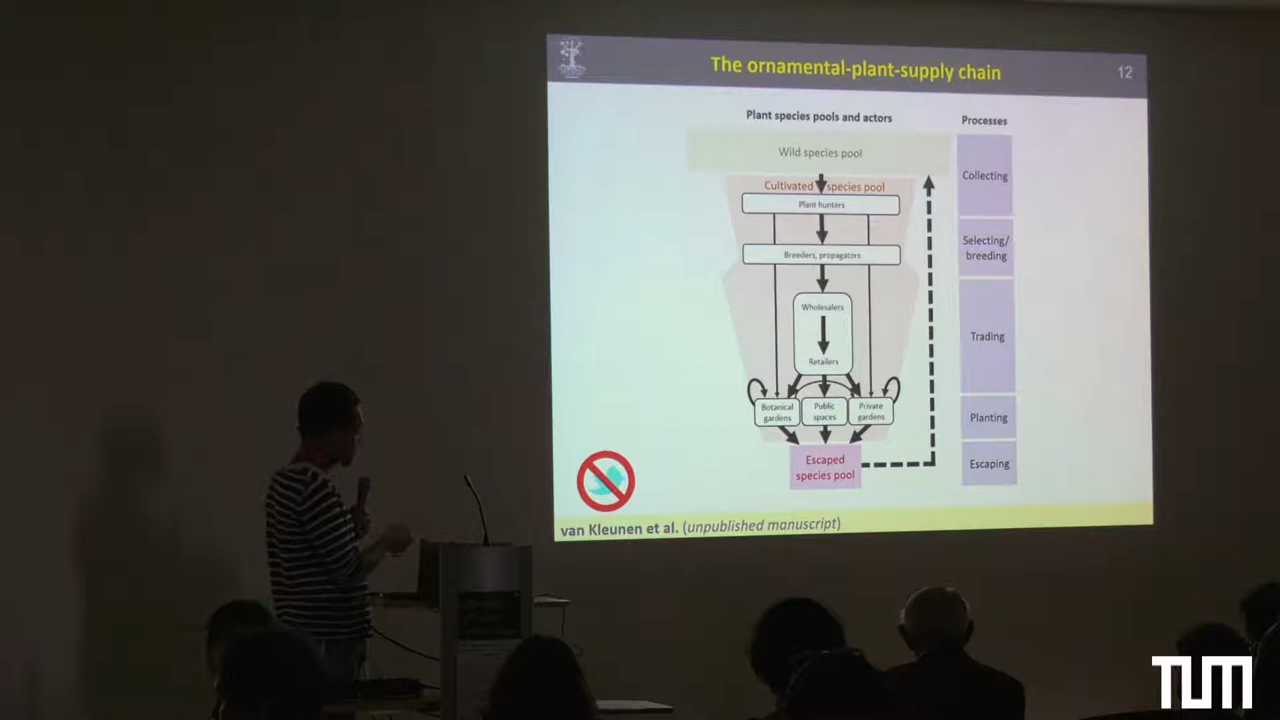 The ornamental-plant-supply chain
12
Plant species pools and actors
Processes
Wild species pool
Collecting
Cultivated species pool
Plant hunters
Selecting/
breeding
Breeders, propagators
Wholesalers
Trading
Retailers
Botanical
gardens
Public
spaces
Private
gardens
Planting
Escaped
species pool
Escaping
van Kleunen et al. (unpublished manuscript)
TUM